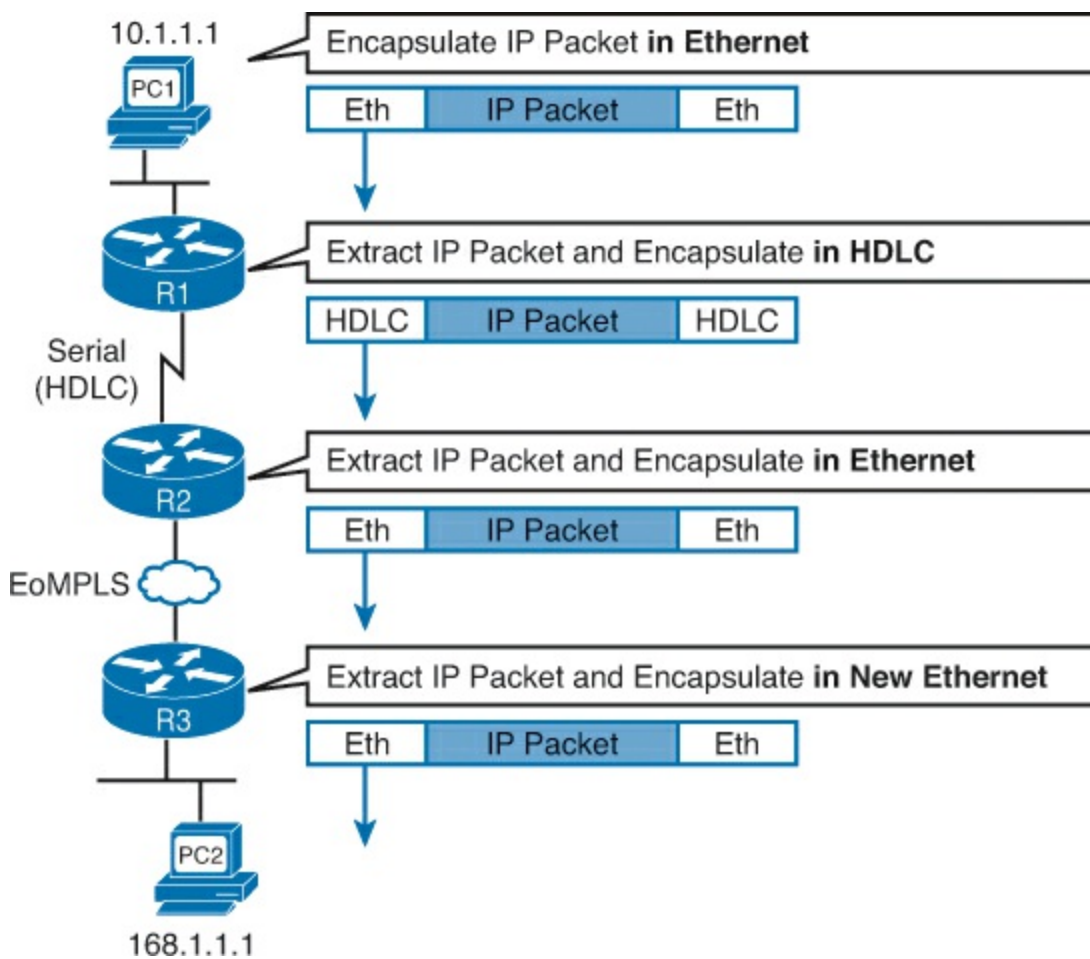 10.1.1.1
PC1
Encapsulate IP Packet in Ethernet
Eth IP Packet Eth
R1
Extract IP Packet and Encapsulate in HDLC
HDLC IP Packet HDLC
Serial
(HDLC)
R2
Extract IP Packet and Encapsulate in Ethernet
Eth IP Packet Eth
EoMPLS
R3
Extract IP Packet and Encapsulate in New Ethernet
Eth IP Packet Eth
PC2
168.1.1.1